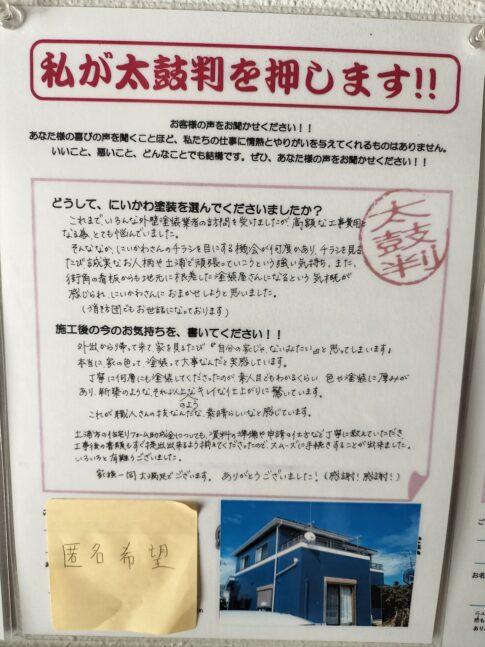 私が太鼓判を押します!!
お客様の声をお聞かせください！！
あなた様の喜びの声を聞くことほど、私たちの仕事に情熱とやりがいを与えてくれるものはありません。
いいこと、悪いこと、どんなことでも結構です。ぜひ、あなた様の声をお聞かせください！！
太鼓判
どうして、にいかわ塗装を選んでくださいましたか？
これまでいろんな外壁塗装業者の訪問を受けましたが、高額な工事費用に
なる為、とても悩んでいました。
そんななか、にいかわさんのチラシを目にする機会が何度かあり、チラシを見る
たび誠実なお人柄や土浦で頑張っていこうという強い気持ち、また、
街角の看板からも地元に根差した塗装屋さんになるという気概が
感じられ、にいかわさんにおまかせしようと思いました。
(消防団でもお世話になっております)
施工後の今のお気持ちを、書いてください！！
外出から帰って来て家を見るたび『自分の家じゃないみたい。』と思ってしまいます。
本当に家の色って、塗装って大事なんだと実感しています。
丁寧に何層にも塗装してくださったのが素人目にもわかるくらい、色や塗装に厚みが
あり、新築のような、それ以上なキレイな仕上がりに驚いています。
のよう
これが職人さんの技なんだな、素晴らしいなと感じています。
土浦市の住宅リフォーム助成金についても、資料の準備や申請の仕方など丁寧に教えていただき、
工事後の書類もすぐ提出出来るよう揃えてくださったので、スムーズに手続きすることが出来ました。
いろいろと有難うございました。
家族一同大満足でございます。ありがとうございました！(感謝！感謝！)
匿名希望